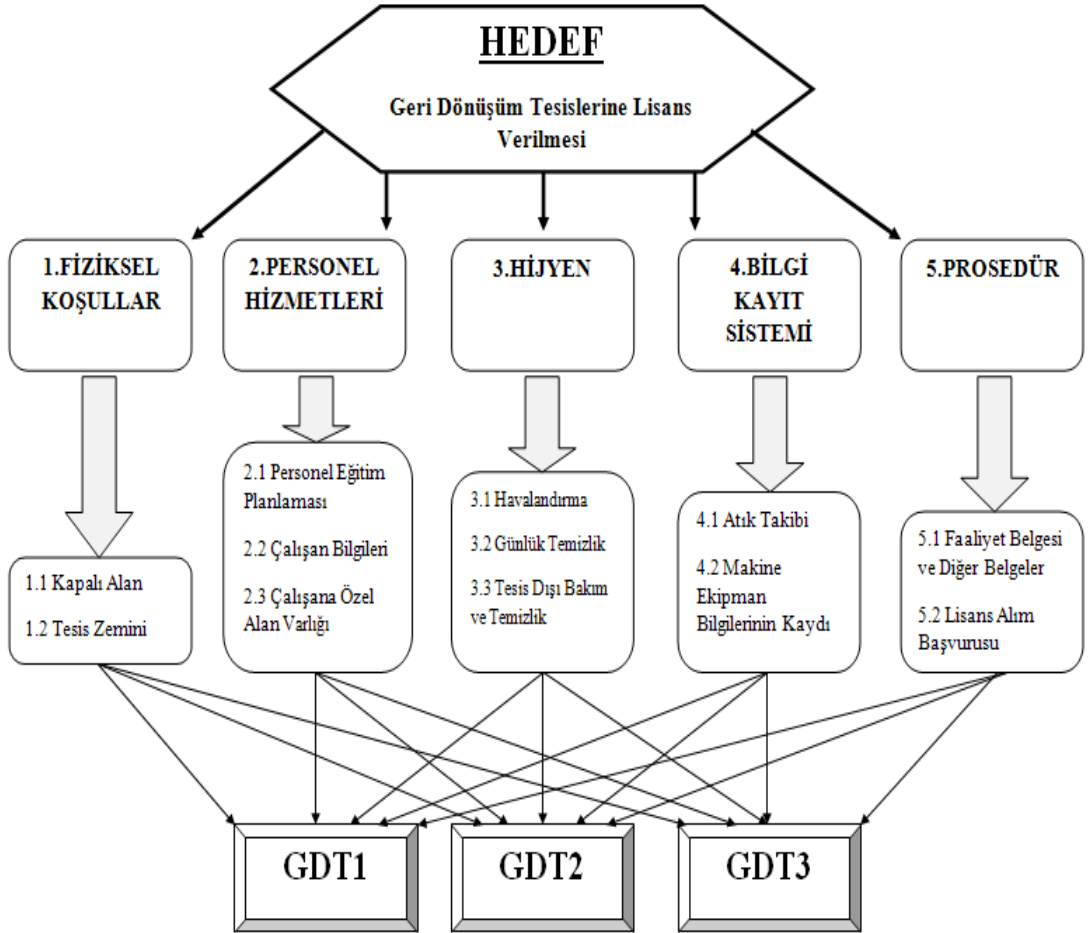 HEDEF
Geri Dönüşüm Tesislerine Lisans
Verilmesi
1.FİZİKSEL
KOŞULLAR
2.PERSONEL
HİZMETLERİ
3.HİJYEN
4.BİLGİ
KAYIT
SİSTEMİ
5.PROSEDÜR
1.1 Kapalı Alan
1.2 Tesis Zemini
2.1 Personel Eğitim
Planlaması
2.2 Çalışan Bilgileri
2.3 Çalışana Özel
Alan Varlığı
3.1 Havalandırma
3.2 Günlük Temizlik
3.3 Tesis Dışı Bakım
ve Temizlik
4.1 Atık Takibi
4.2 Makine
Ekipman
Bilgilerinin Kaydı
5.1 Faaliyet Belgesi
ve Diğer Belgeler
5.2 Lisans Alım
Başvurusu
GDT1
GDT2
GDT3